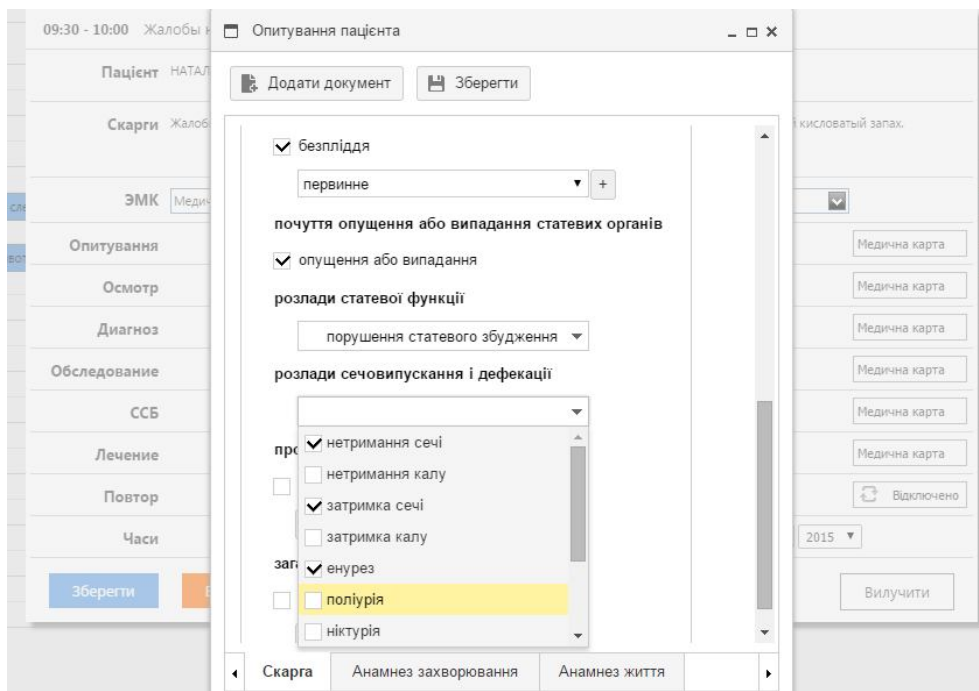 09:30 - 10:00 Жалобы
Опитування пацієнта
Пацієнт НАТАЛ
Додати документ
Зберегти
Скарги Жалоб
кисловатый запах.
безпліддя
первинне
+
ЭМК Медич
почуття опущення або випадання статевих органів
Опитування
опущення або випадання
Медична карта
Осмотр
розлади статевої функції
Медична карта
Диагноз
порушення статевого збудження
Медична карта
Обследование
розлади сечовипускання і дефекації
Медична карта
ССБ
Медична карта
Лечение
нетримання сечі
Медична карта
нетримання калу
Повтор
затримка сечі
Відключено
Часи
затримка калу
2015
енурез
Зберегти
поліурія
Вилучити
ніктурія
Скарга
Анамнез захворювання
Анамнез життя